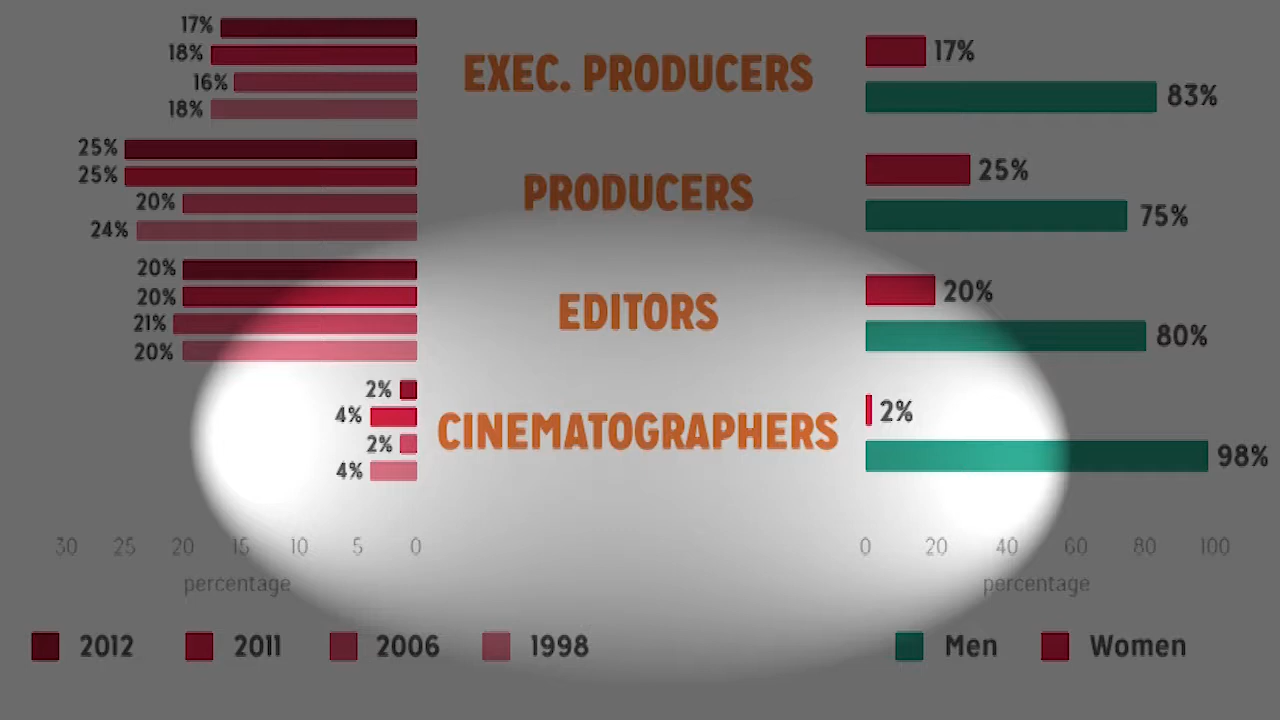 17%
18%
16%
18%
EXEC. PRODUCERS
17%
83%
25%
25%
20%
24%
PRODUCERS
25%
75%
20%
20%
21%
20%
EDITORS
20%
80%
2%
4%
2%
4%
CINEMATOGRAPHERS
2%
98%
30 25 20 15 10 5 0
percentage
0 20 40 60 80 100
percentage
2012 2011 2006 1998
Men Women